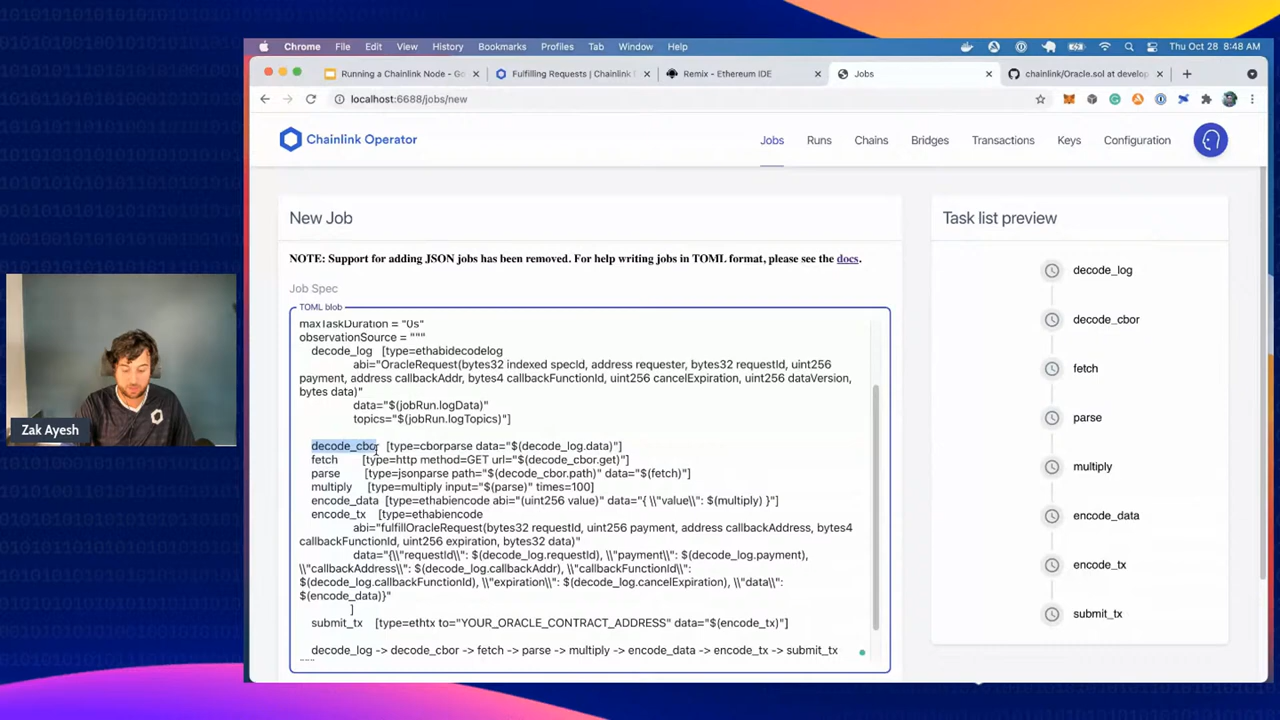 Chrome File Edit View History Bookmarks Profiles Tab Window Help Thu Oct 28 8:48 AM
Running a Chainlink Node - Go Fulfilling Requests | Chainlink Remix - Ethereum IDE Jobs chainlink/Oracle.sol at develop
localhost:6688/jobs/new
Chainlink Operator Jobs Runs Chains Bridges Transactions Keys Configuration
New Job
NOTE: Support for adding JSON jobs has been removed. For help writing jobs in TOML format, please see the docs.
Job Spec
TOML blob
maxTaskDuration = "0s"
observationSource = """
decode_log [type=ethabidecodelog
abi="OracleRequest(bytes32 indexed specId, address requester, bytes32 requestId, uint256
payment, address callbackAddr, bytes4 callbackFunctionId, uint256 cancelExpiration, uint256 dataVersion,
bytes data)"
data="$(jobRun.logData)"
topics="$(jobRun.logTopics)"]
decode_cbor [type=cborparse data="$(decode_log.data)"]
fetch [type=http method=GET url="$(decode_cbor.get)"]
parse [type=jsonparse path="$(decode_cbor.path)" data="$(fetch)"]
multiply [type=multiply input="$(parse)" times=100]
encode_data [type=ethabiencode abi="(uint256 value)" data="{ \\"value\\": $(multiply) }"]
encode_tx [type=ethabiencode
abi="fulfillOracleRequest(bytes32 requestId, uint256 payment, address callbackAddress, bytes4
callbackFunctionId, uint256 expiration, bytes32 data)"
data="{\\"requestId\\": $(decode_log.requestId), \\"payment\\": $(decode_log.payment),
\\"callbackAddress\\": $(decode_log.callbackAddr), \\"callbackFunctionId\\":
$(decode_log.callbackFunctionId), \\"expiration\\": $(decode_log.cancelExpiration), \\"data\\":
$(encode_data)}"
]
submit_tx [type=ethtx to="YOUR_ORACLE_CONTRACT_ADDRESS" data="$(encode_tx)"]
decode_log -> decode_cbor -> fetch -> parse -> multiply -> encode_data -> encode_tx -> submit_tx
"""
Task list preview
decode_log
decode_cbor
fetch
parse
multiply
encode_data
encode_tx
submit_tx
Zak Ayesh